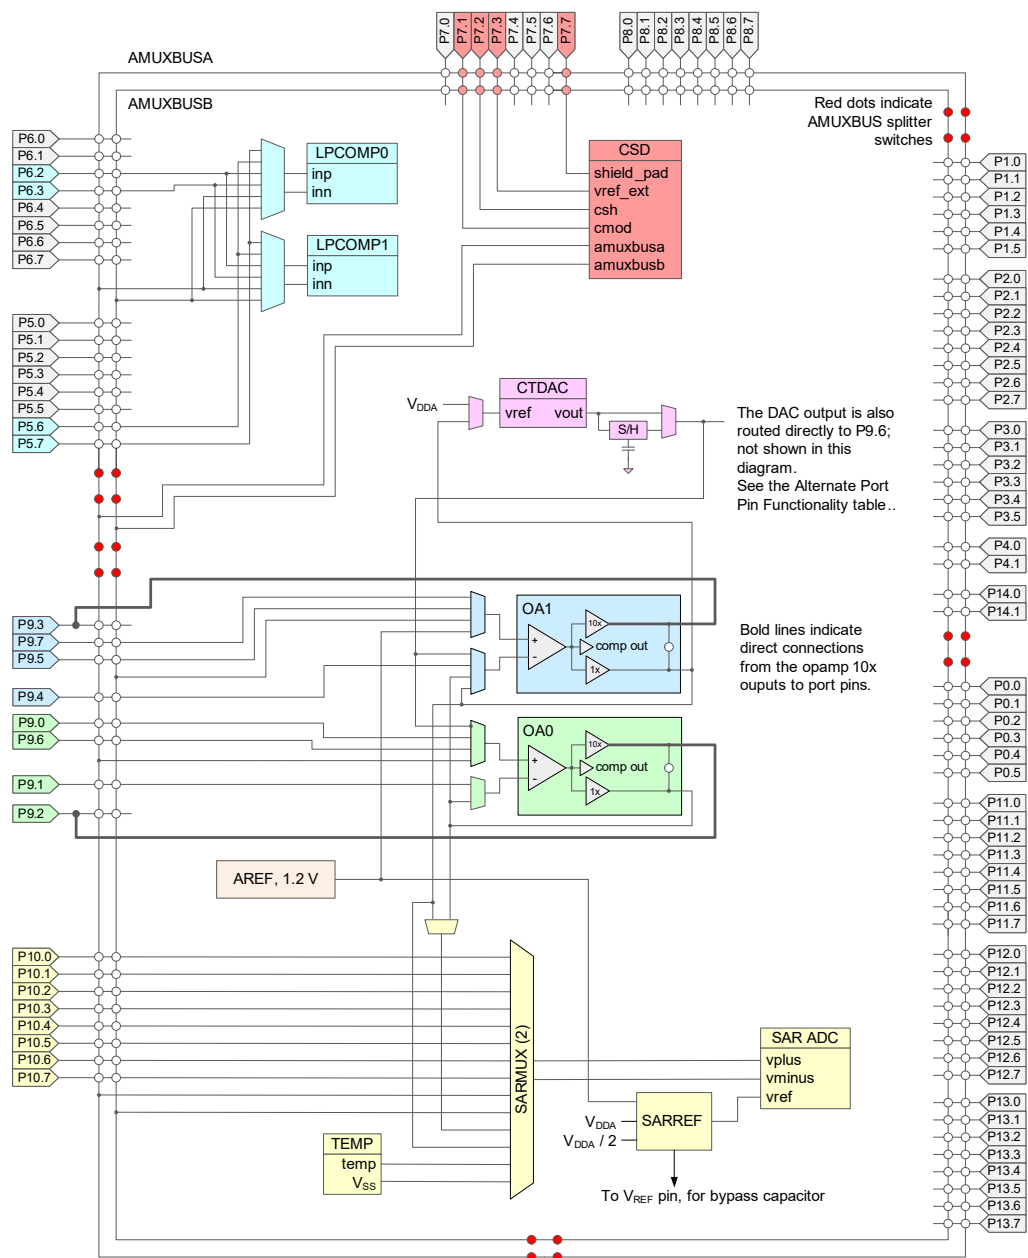 P7.0
P7.1
P7.2
P7.3
P7.4
P7.5
P7.6
P7.7
P8.0
P8.1
P8.2
P8.3
P8.4
P8.5
P8.6
P8.7
AMUXBUSA
AMUXBUSB
Red dots indicate
AMUXBUS splitter
switches
P6.0
P6.1
P6.2
P6.3
P6.4
P6.5
P6.6
P6.7
LPCOMP0
inp
inn
LPCOMP1
inp
inn
CSD
shield_pad
vref_ext
csh
cmod
amuxbusa
amuxbusb
P1.0
P1.1
P1.2
P1.3
P1.4
P1.5
P2.0
P2.1
P2.2
P2.3
P2.4
P2.5
P2.6
P2.7
P5.0
P5.1
P5.2
P5.3
P5.4
P5.5
P5.6
P5.7
CTDAC
VDDA
vref vout
S/H
The DAC output is also
routed directly to P9.6;
not shown in this
diagram.
See the Alternate Port
Pin Functionality table..
P3.0
P3.1
P3.2
P3.3
P3.4
P3.5
P4.0
P4.1
P14.0
P14.1
P9.3
P9.7
P9.5
P9.4
P9.0
P9.6
P9.1
P9.2
OA1
+
-
10x
comp out
1x
OA0
+
-
10x
comp out
1x
Bold lines indicate
direct connections
from the opamp 10x
ouputs to port pins.
P0.0
P0.1
P0.2
P0.3
P0.4
P0.5
P11.0
P11.1
P11.2
P11.3
P11.4
P11.5
P11.6
P11.7
AREF, 1.2 V
P10.0
P10.1
P10.2
P10.3
P10.4
P10.5
P10.6
P10.7
SARMUX (2)
SAR ADC
vplus
vminus
vref
VDDA
VDDA / 2
SARREF
TEMP
temp
VSS
To VREF pin, for bypass capacitor
P12.0
P12.1
P12.2
P12.3
P12.4
P12.5
P12.6
P12.7
P13.0
P13.1
P13.2
P13.3
P13.4
P13.5
P13.6
P13.7